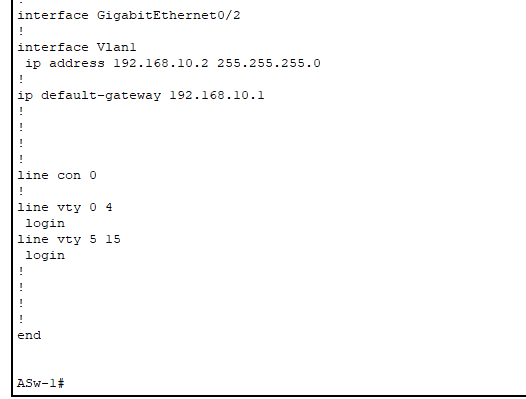 !
interface GigabitEthernet0/2
!
interface Vlan1
 ip address 192.168.10.2 255.255.255.0
!
ip default-gateway 192.168.10.1
!
!
!
!
line con 0
!
line vty 0 4
 login
line vty 5 15
 login
!
!
!
!
end
ASw-1#